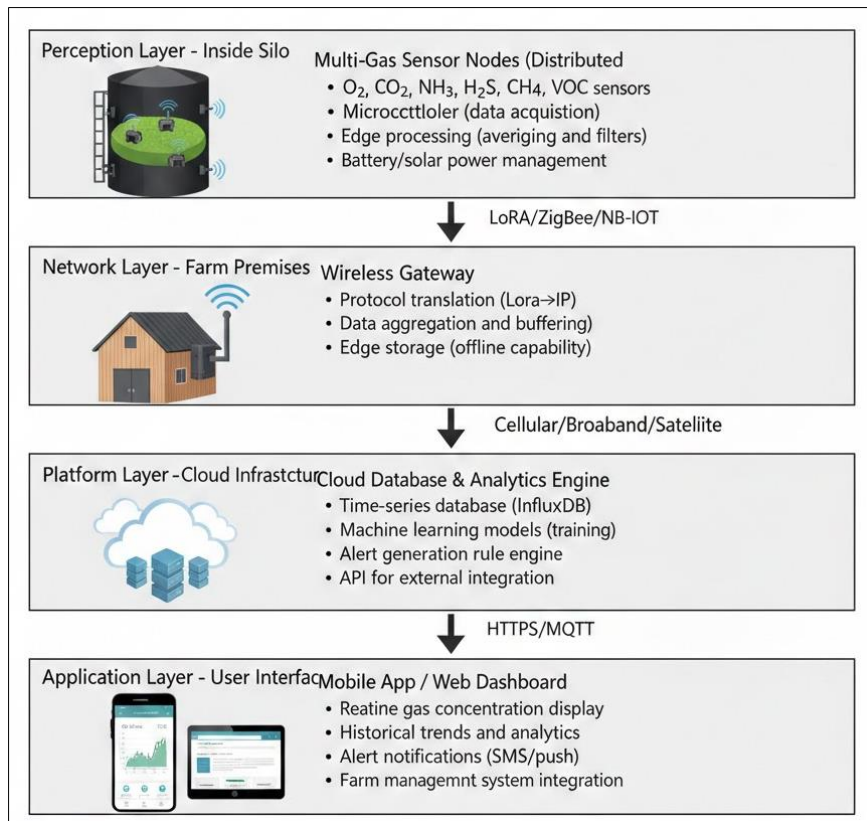 Perception Layer - Inside Silo
Multi-Gas Sensor Nodes (Distributed
• O₂, CO₂, NH₃, H₂S, CH4, VOC sensors
• Microccttloler (data acquistion)
• Edge processing (averiging and filters)
• Battery/solar power management
LoRA/ZigBee/NB-IOT
Network Layer - Farm Premises
Wireless Gateway
• Protocol translation (Lora→IP)
• Data aggregation and buffering)
• Edge storage (offline capability)
Cellular/Broaband/Sateliite
Platform Layer -Cloud Infrastctur
Cloud Database & Analytics Engine
• Time-series database (InfluxDB)
• Machine learning models (training)
• Alert generation rule engine
• API for external integration
HTTPS/MQTT
Application Layer - User Interfac
Mobile App / Web Dashboard
• Reatine gas concentration display
• Historical trends and analytics
• Alert notifications (SMS/push)
• Farm managemnt system integration